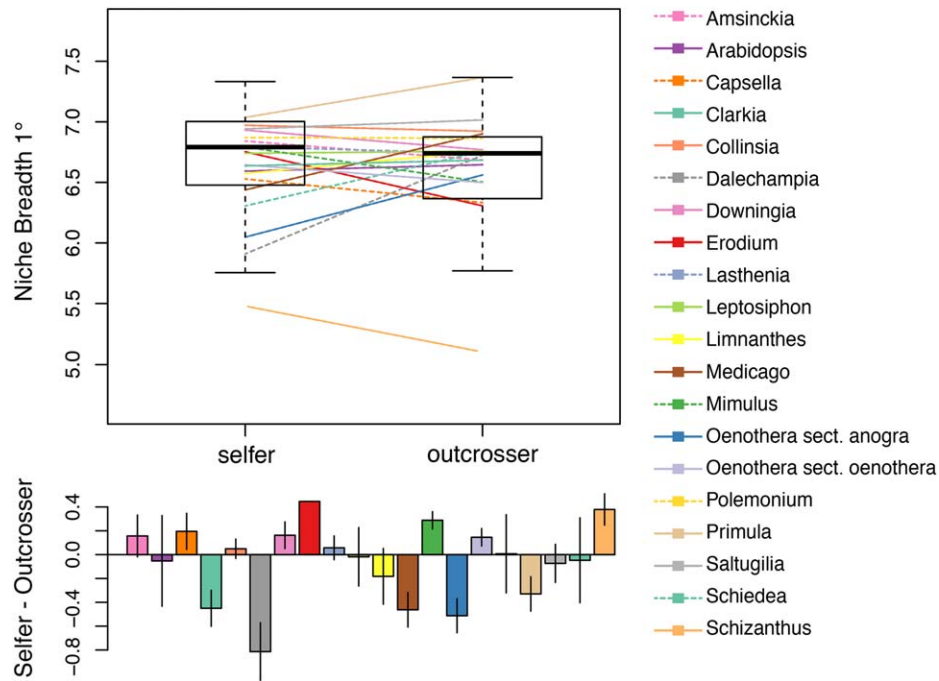 Niche Breadth 1°
7.5
7.0
6.5
6.0
5.5
5.0
selfer
outcrosser
Selfer - Outcrosser
0.4
0.0
−0.4
−0.8
Amsinckia
Arabidopsis
Capsella
Clarkia
Collinsia
Dalechampia
Downingia
Erodium
Lasthenia
Leptosiphon
Limnanthes
Medicago
Mimulus
Oenothera sect. anogra
Oenothera sect. oenothera
Polemonium
Primula
Saltugilia
Schiedea
Schizanthus